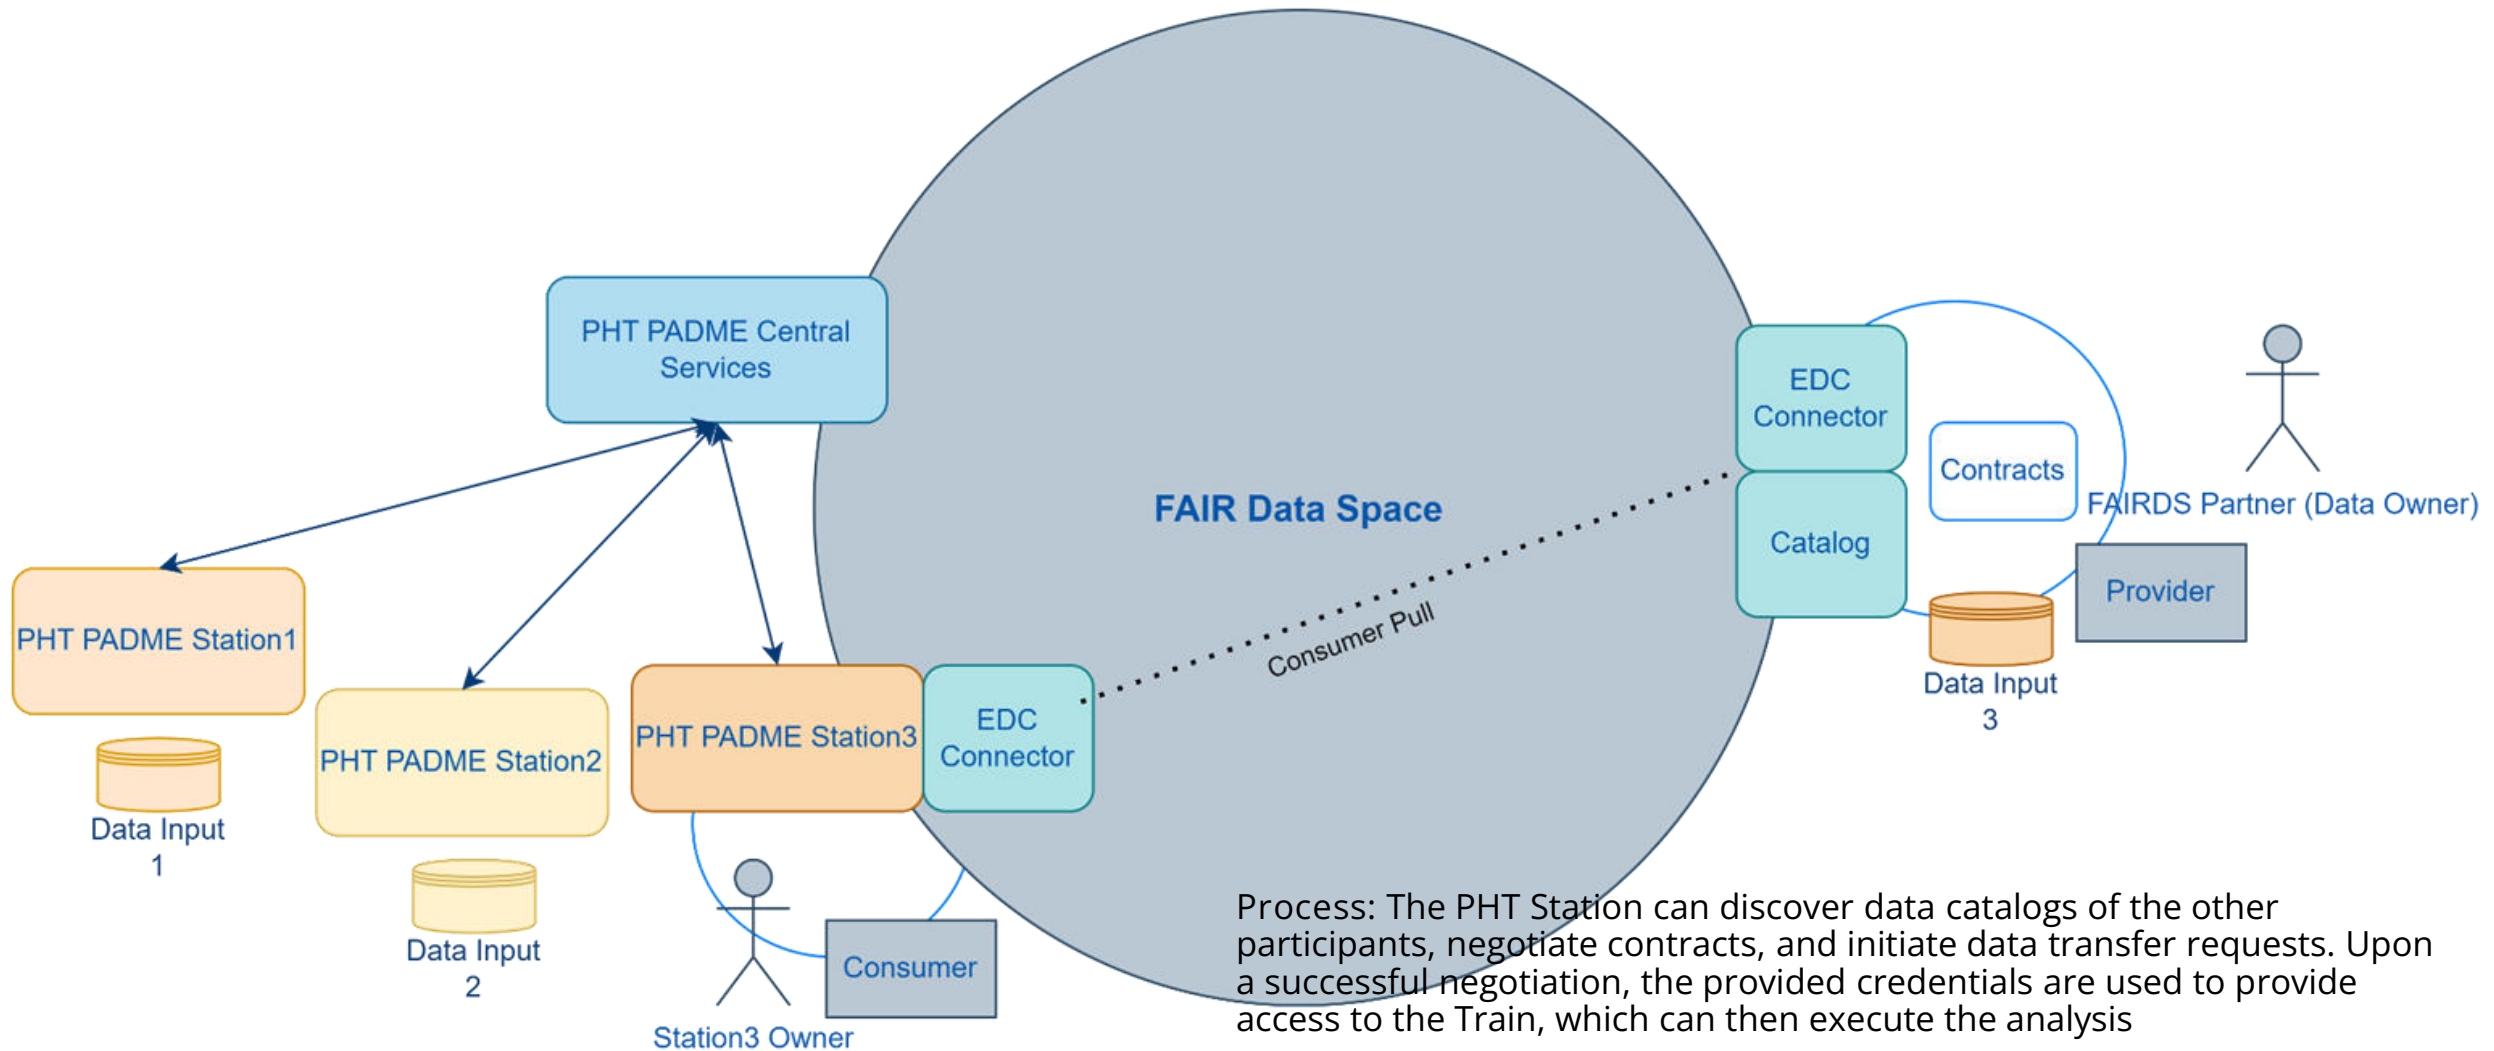 PHT PADME Central
Services
EDC
Connector
Contracts
FAIRDS Partner (Data Owner)
FAIR Data Space
Catalog
Provider
Consumer Pull
PHT PADME Station1
Data Input
1
PHT PADME Station2
Data Input
2
PHT PADME Station3
EDC
Connector
Data Input
3
Consumer
Station3 Owner
Process: The PHT Station can discover data catalogs of the other
participants, negotiate contracts, and initiate data transfer requests. Upon
a successful negotiation, the provided credentials are used to provide
access to the Train, which can then execute the analysis